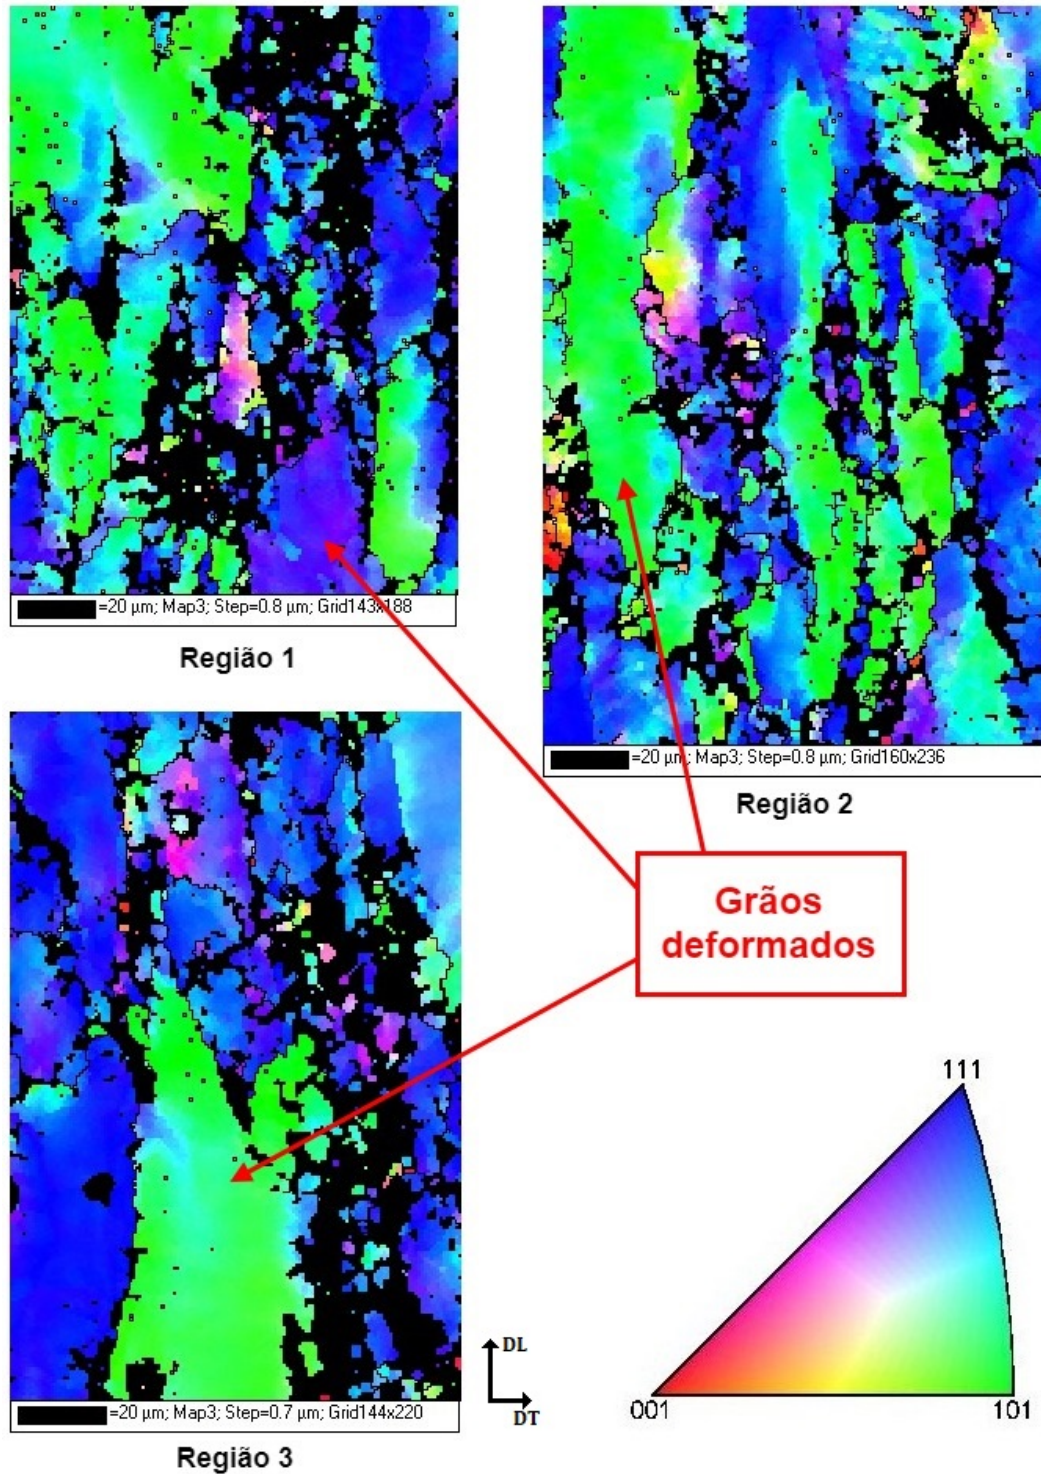 =20 µm; Map3; Step=0.8 µm; Grid143x188
Região 1
=20 µm; Map3; Step=0.8 µm; Grid160x236
Região 2
Grãos
deformados
=20 µm; Map3; Step=0.7 µm; Grid144x220
Região 3
DL
DT
111
001
101